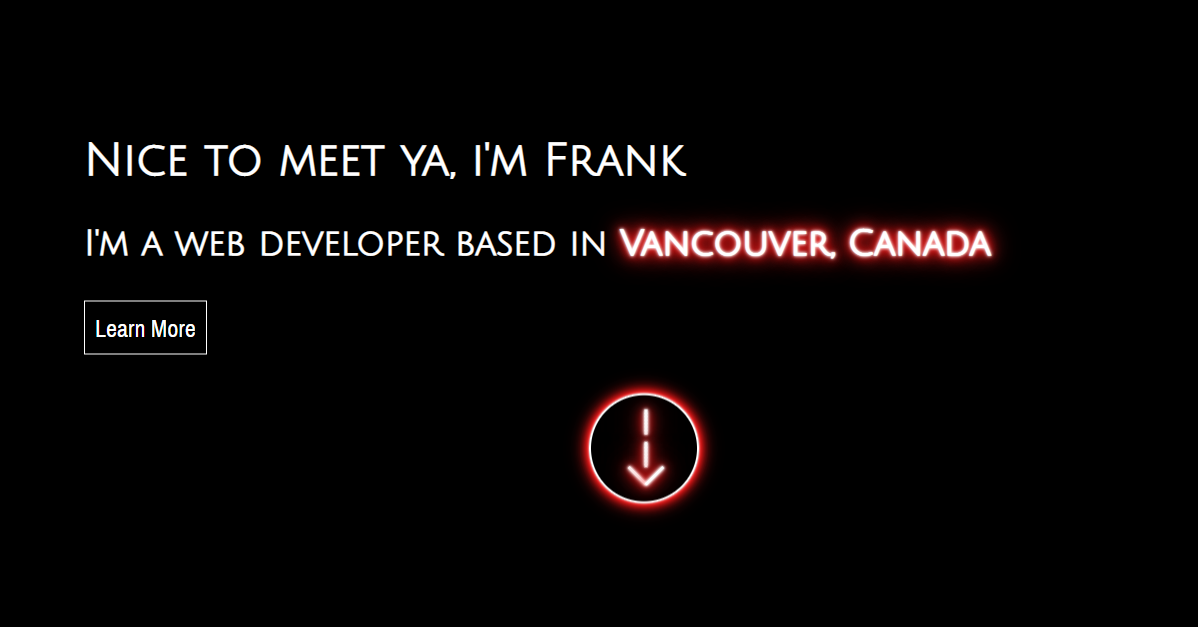 Nice to meet ya, i'm Frank
I'm a web developer based in Vancouver, Canada
Learn More